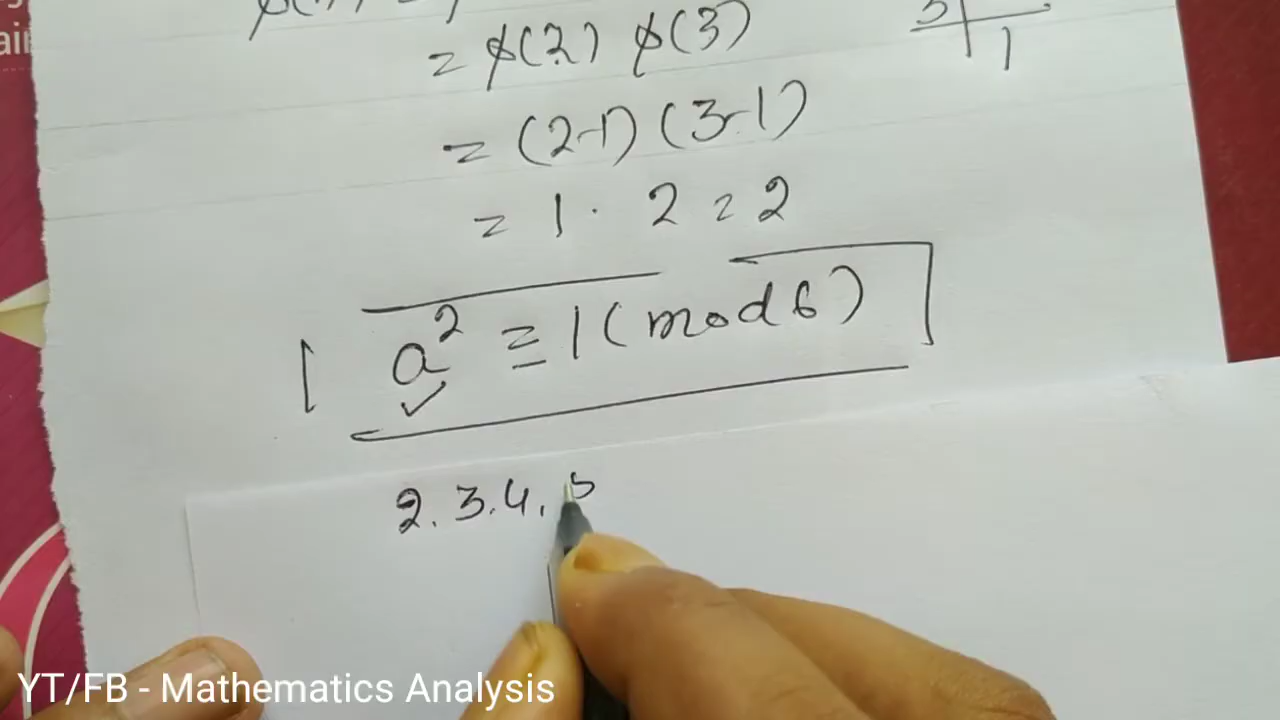 = ϕ(2) ϕ(3)
= (2-1) (3-1)
= 1 · 2 = 2
a² ≡ 1 (mod 6)
2. 3. 4. 5
1
YT/FB - Mathematics Analysis